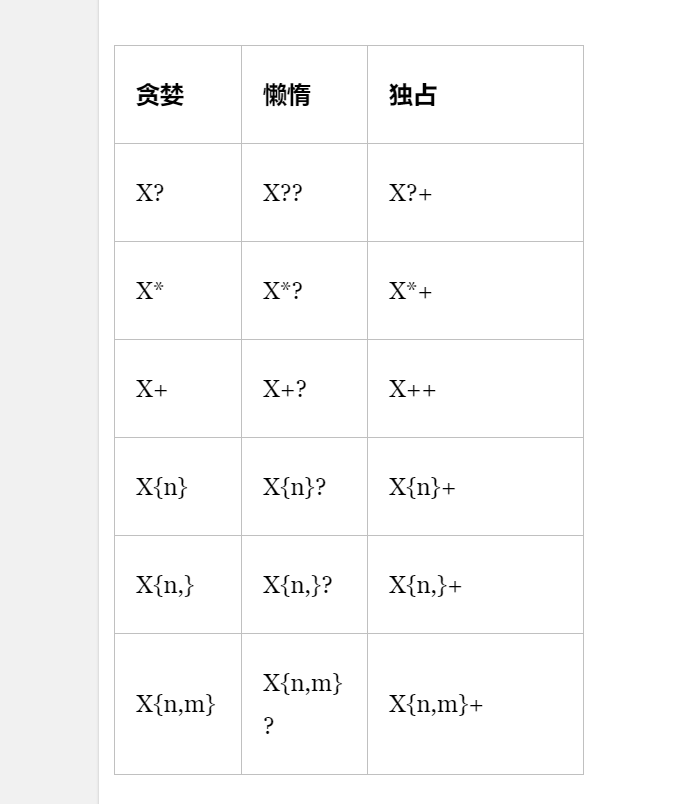 贪婪 懒惰 独占
X? X?? X?+
X* X*? X*+
X+ X+? X++
X{n} X{n}? X{n}+
X{n,} X{n,}? X{n,}+
X{n,m} X{n,m} X{n,m}+
?